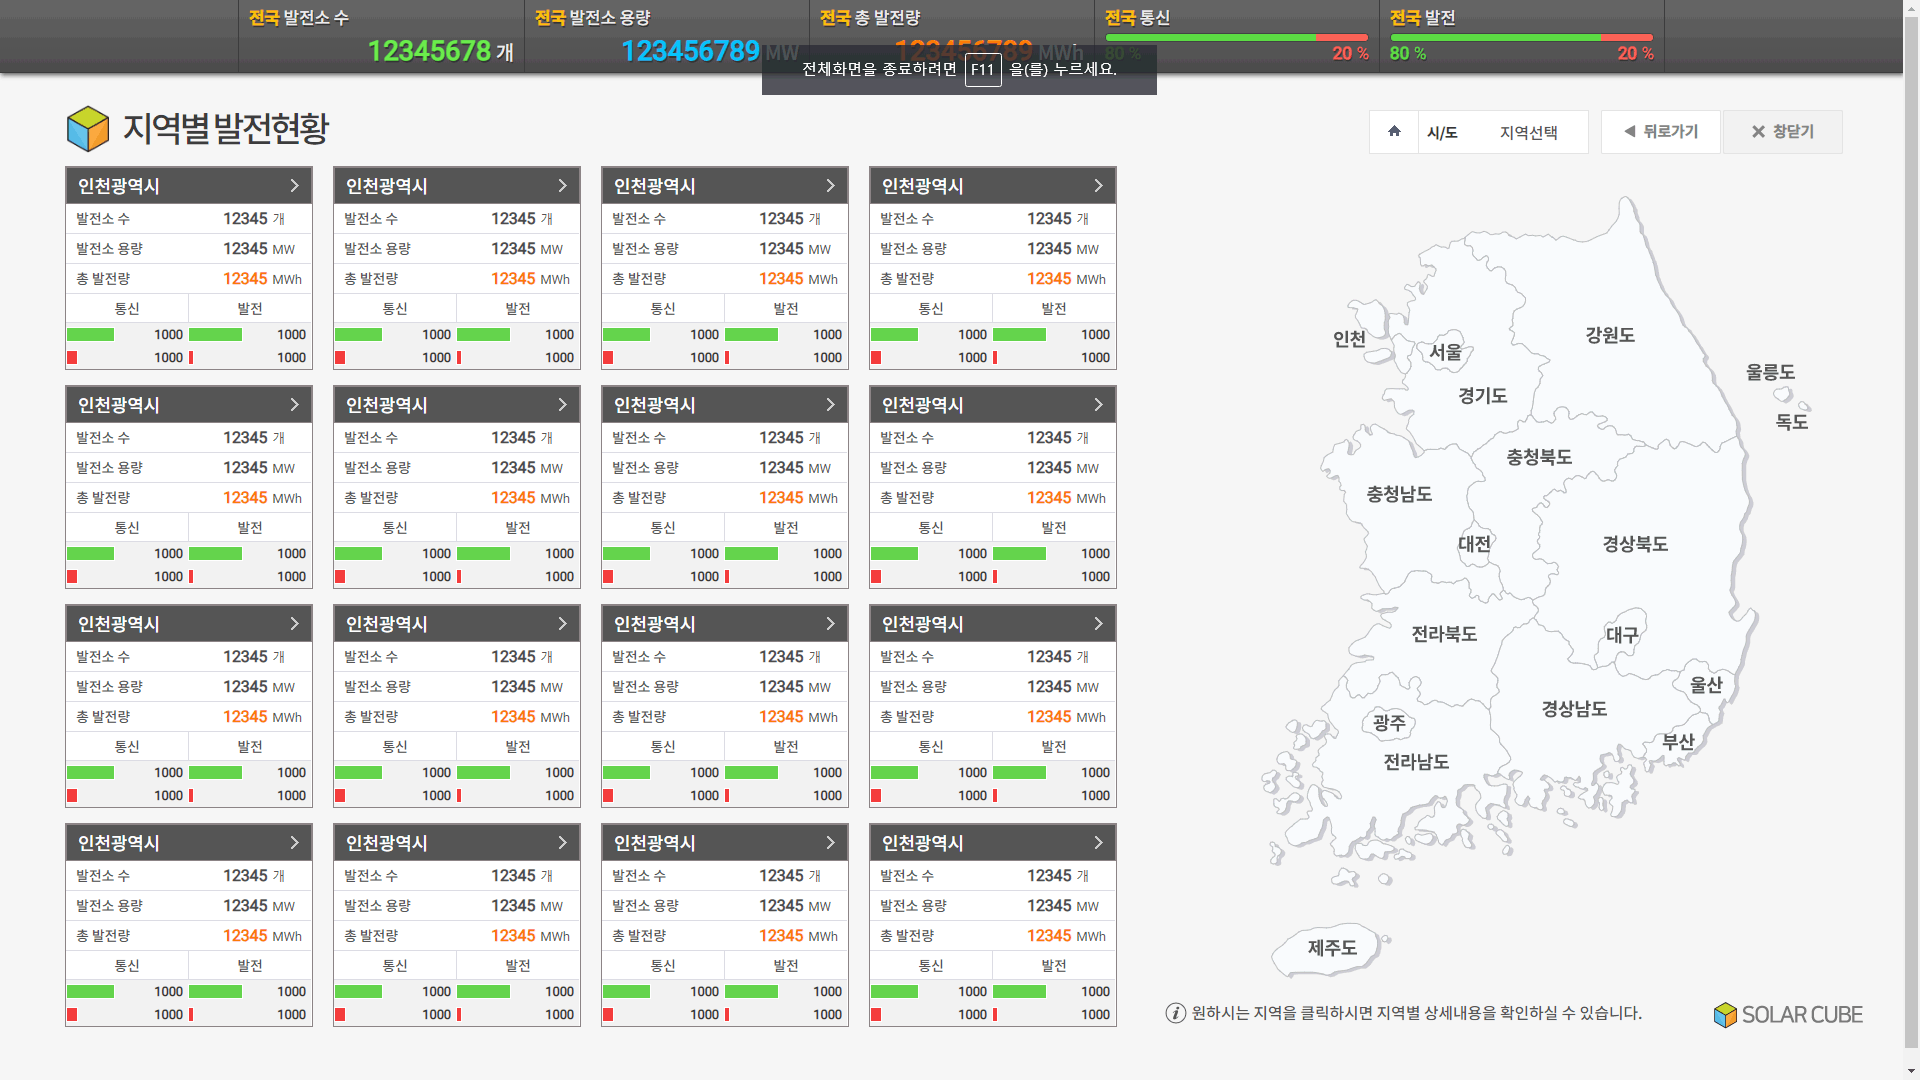 전국 발전소 수
12345678 개
전국 발전소 용량
123456789 MW
전국 총 발전량
123456789 MWh
전국 통신
80 % 20 %
전국 발전
80 % 20 %
전체화면을 종료하려면 F11 을(를) 누르세요.
지역별 발전현황
시/도 지역선택
뒤로가기
창닫기
인천광역시 인천광역시 인천광역시 인천광역시
발전소 수 12345 개 발전소 수 12345 개 발전소 수 12345 개 발전소 수 12345 개
발전소 용량 12345 MW 발전소 용량 12345 MW 발전소 용량 12345 MW 발전소 용량 12345 MW
총 발전량 12345 MWh 총 발전량 12345 MWh 총 발전량 12345 MWh 총 발전량 12345 MWh
통신 발전 통신 발전 통신 발전 통신 발전
1000 1000 1000 1000 1000 1000 1000 1000
1000 1000 1000 1000 1000 1000 1000 1000
인천광역시 인천광역시 인천광역시 인천광역시
발전소 수 12345 개 발전소 수 12345 개 발전소 수 12345 개 발전소 수 12345 개
발전소 용량 12345 MW 발전소 용량 12345 MW 발전소 용량 12345 MW 발전소 용량 12345 MW
총 발전량 12345 MWh 총 발전량 12345 MWh 총 발전량 12345 MWh 총 발전량 12345 MWh
통신 발전 통신 발전 통신 발전 통신 발전
1000 1000 1000 1000 1000 1000 1000 1000
1000 1000 1000 1000 1000 1000 1000 1000
인천광역시 인천광역시 인천광역시 인천광역시
발전소 수 12345 개 발전소 수 12345 개 발전소 수 12345 개 발전소 수 12345 개
발전소 용량 12345 MW 발전소 용량 12345 MW 발전소 용량 12345 MW 발전소 용량 12345 MW
총 발전량 12345 MWh 총 발전량 12345 MWh 총 발전량 12345 MWh 총 발전량 12345 MWh
통신 발전 통신 발전 통신 발전 통신 발전
1000 1000 1000 1000 1000 1000 1000 1000
1000 1000 1000 1000 1000 1000 1000 1000
인천광역시 인천광역시 인천광역시 인천광역시
발전소 수 12345 개 발전소 수 12345 개 발전소 수 12345 개 발전소 수 12345 개
발전소 용량 12345 MW 발전소 용량 12345 MW 발전소 용량 12345 MW 발전소 용량 12345 MW
총 발전량 12345 MWh 총 발전량 12345 MWh 총 발전량 12345 MWh 총 발전량 12345 MWh
통신 발전 통신 발전 통신 발전 통신 발전
1000 1000 1000 1000 1000 1000 1000 1000
1000 1000 1000 1000 1000 1000 1000 1000
강원도
인천
서울
울릉도
경기도
독도
충청북도
충청남도
대전
경상북도
전라북도
대구
울산
경상남도
광주
부산
전라남도
제주도
i 원하시는 지역을 클릭하시면 지역별 상세내용을 확인하실 수 있습니다.
SOLAR CUBE